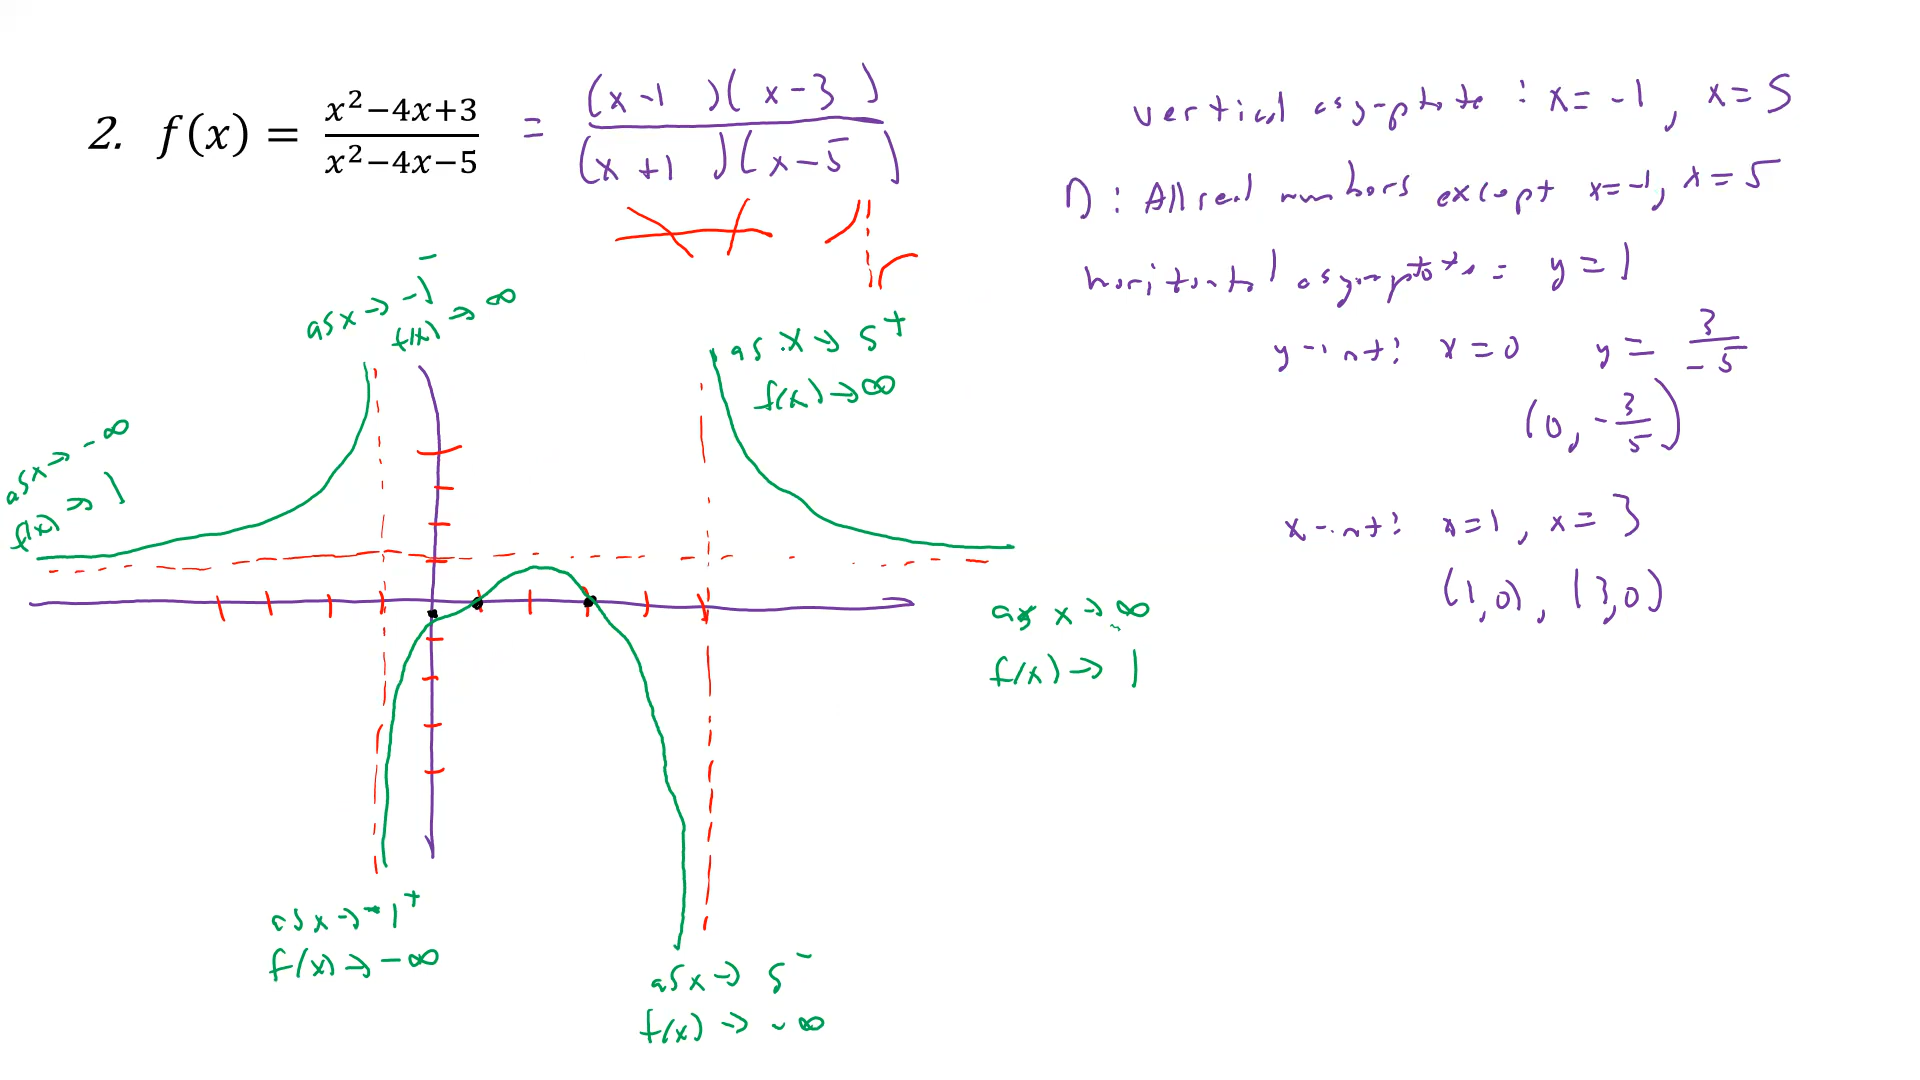 2. f(x) = (x²−4x+3)/(x²−4x−5) = (x-1)(x-3)/(x+1)(x-5)
vertical asymptote : x=-1, x=5
D : All real numbers except x=-1, x=5
horizontal asymptote = y=1
y-int: x=0 y= 3/-5
(0, -3/5)
x-int: x=1, x=3
(1,0), (3,0)
as x→-1⁻
f(x)→∞
as x→5⁺
f(x)→∞
as x→-∞
f(x)→1
as x→∞
f(x)→1
as x→-1⁺
f(x)→-∞
as x→5⁻
f(x)→-∞